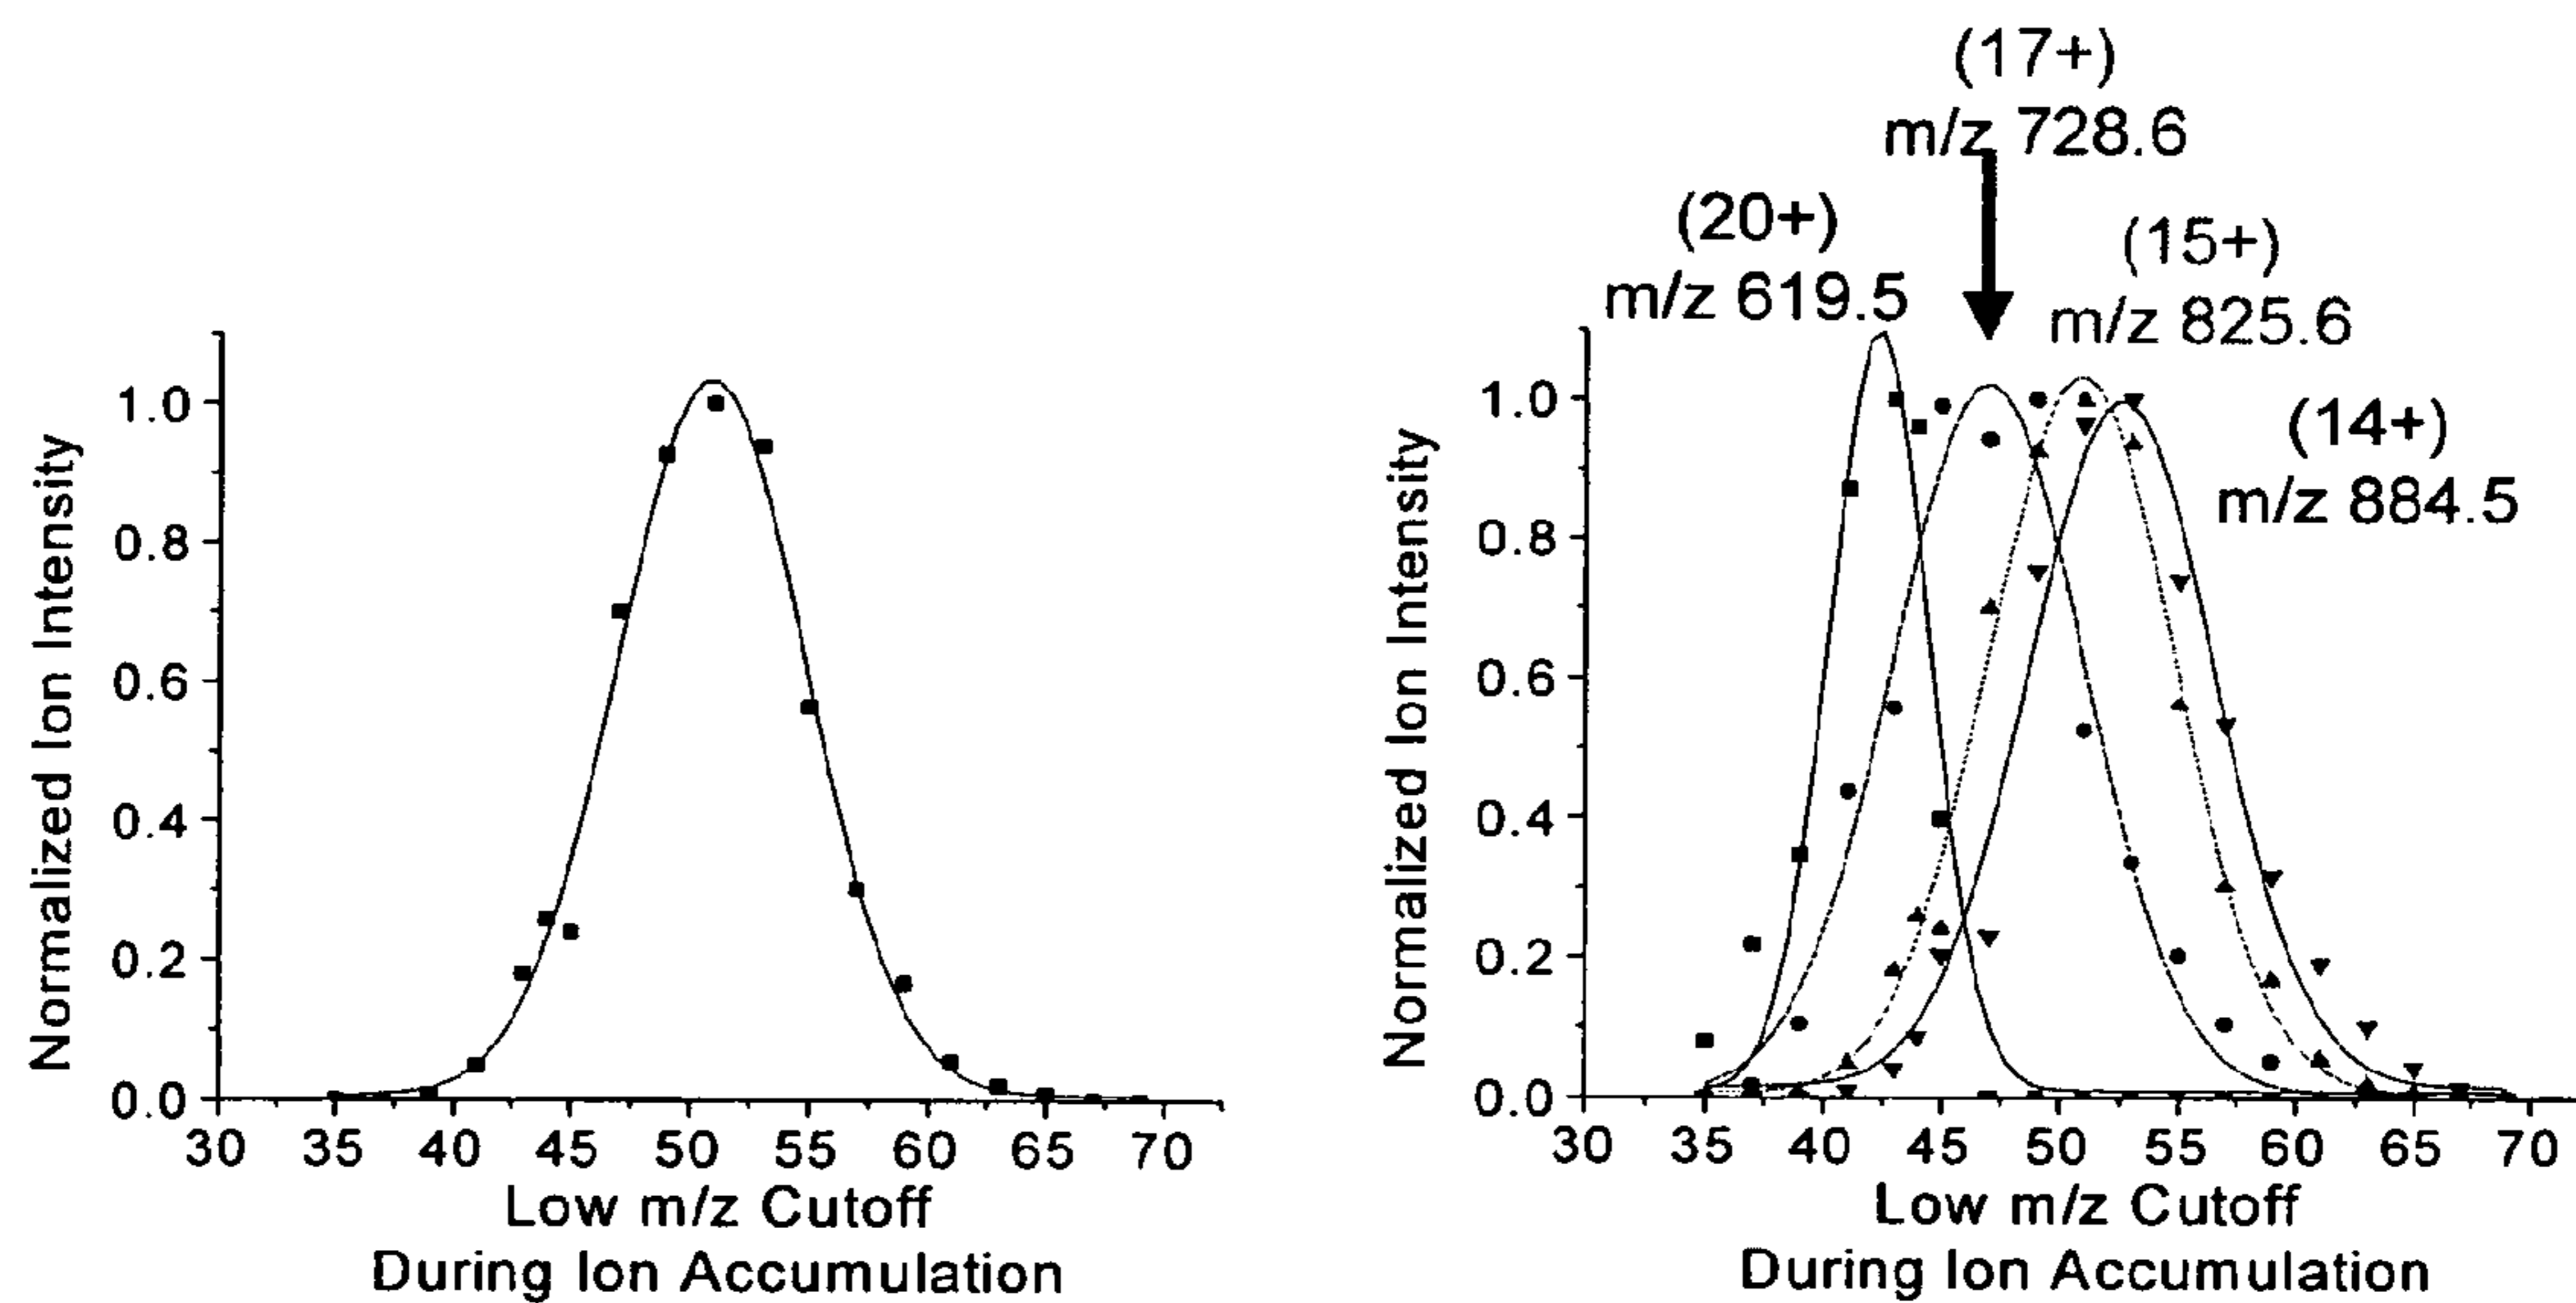 Normalized Ion Intensity
1.0
0.8
0.6
0.4
0.2
0.0
30 35 40 45 50 55 60 65 70
Low m/z Cutoff
During Ion Accumulation
(17+)
m/z 728.6
(20+)
m/z 619.5
(15+)
m/z 825.6
(14+)
m/z 884.5
Normalized Ion Intensity
1.0
0.8
0.6
0.4
0.2
0.0
30 35 40 45 50 55 60 65 70
Low m/z Cutoff
During Ion Accumulation